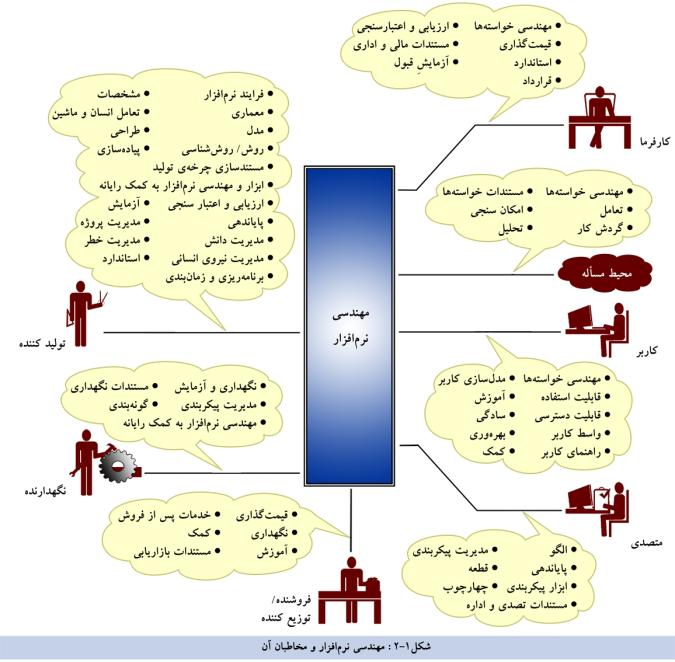 مهندسی خواسته‌ها
قیمت‌گذاری
استاندارد
قرارداد
ارزیابی و اعتبارسنجی
مستندات مالی و اداری
آزمایشِ قبول
کارفرما
مهندسی خواسته‌ها
تعامل
گردش کار
مستندات خواسته‌ها
امکان سنجی
تحلیل
محیط مسأله
کاربر
مهندسی خواسته‌ها
قابلیت استفاده
قابلیت دسترسی
واسط کاربر
راهنمای کاربر
مدل‌سازی کاربر
آموزش
سادگی
بهره‌وری
کمک
متصدی
الگو
پایاندهی
ابزار پیکربندی
مستندات تصدی و اداره
مدیریت پیکربندی
قطعه
چهارچوب
مهندسی
نرم‌افزار
فرایند نرم‌افزار
معماری
مدل
روش/ روش‌شناسی
مستندسازی چرخه‌ی تولید
ابزار و مهندسی نرم‌افزار به کمک رایانه
ارزیابی و اعتبار سنجی
پایاندهی
مدیریت دانش
مدیریت نیروی انسانی
برنامه‌ریزی و زمان‌بندی
مشخصات
تعامل انسان و ماشین
طراحی
پیاده‌سازی
آزمایش
مدیریت پروژه
مدیریت خطر
استاندارد
تولید کننده
نگهداری و آزمایش
مدیریت پیکربندی
مهندسی نرم‌افزار به کمک رایانه
مستندات نگهداری
گونه‌بندی
نگهدارنده
قیمت‌گذاری
نگهداری
آموزش
خدمات پس از فروش
کمک
مستندات بازاریابی
فروشنده/
توزیع کننده
شکل۱-۲ : مهندسی نرم‌افزار و مخاطبان آن